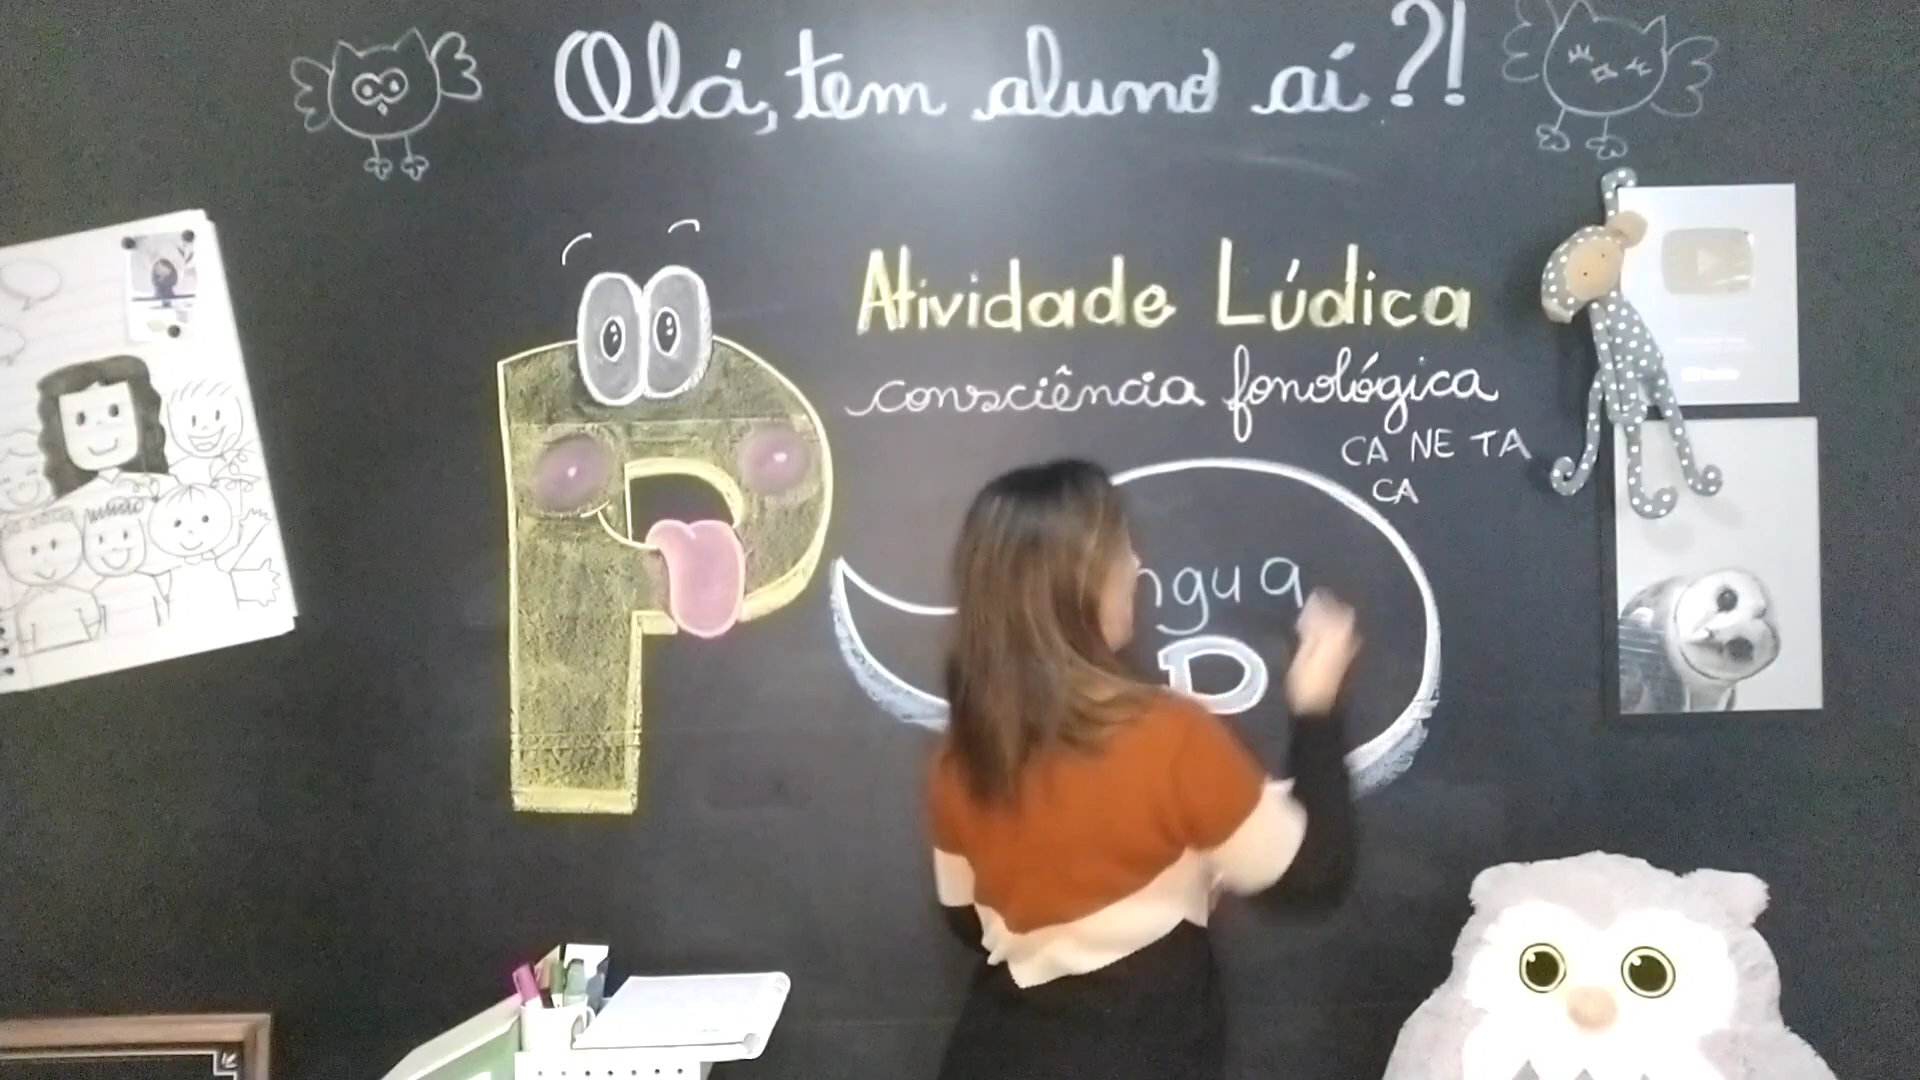 Olá, tem aluno aí?!
Atividade Lúdica
consciência fonológica
CA NE TA
CA
ngua
P
D